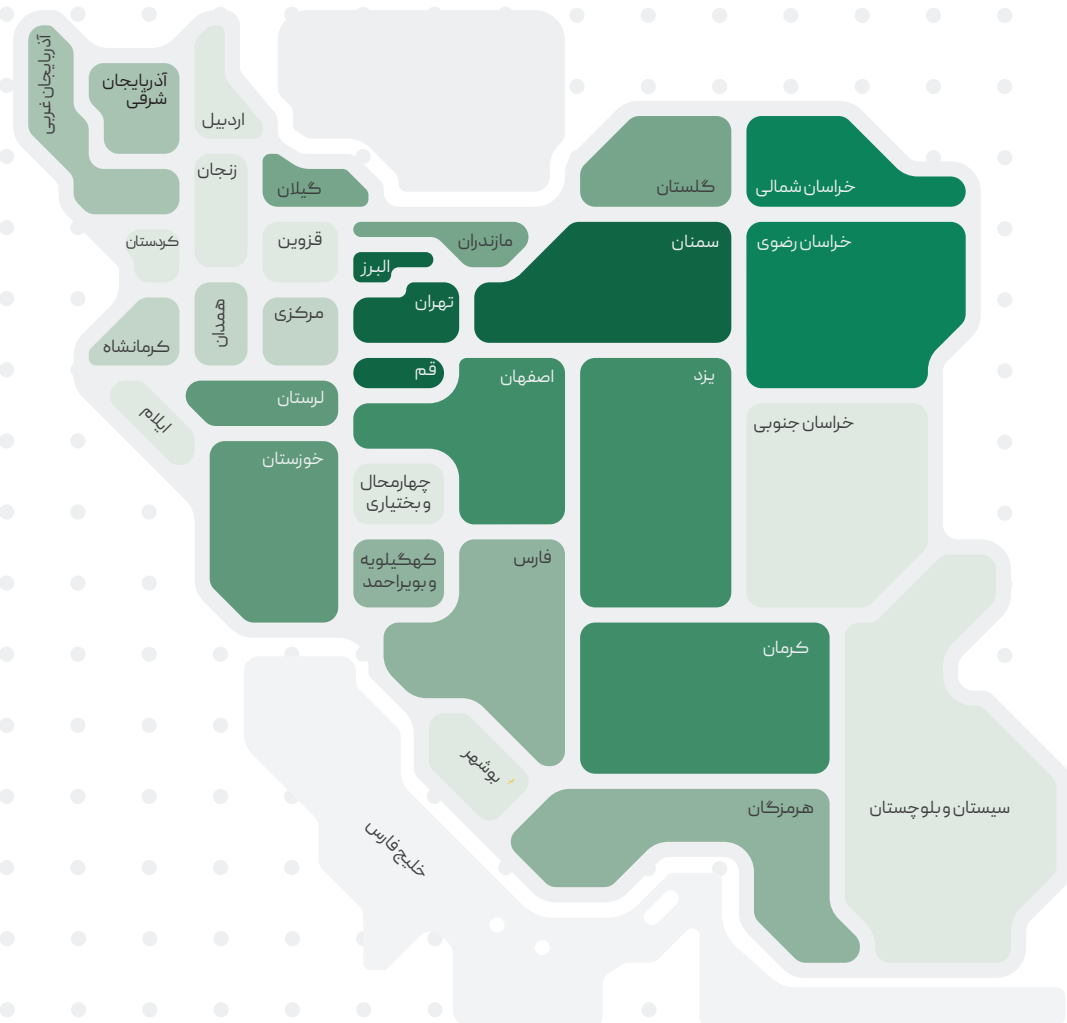 آذربایجان غربی
آذربایجان
شرقی
اردبیل
زنجان
گیلان
گلستان
خراسان شمالی
کردستان
قزوین
مازندران
سمنان
خراسان رضوی
البرز
تهران
همدان
مرکزی
کرمانشاه
قم
اصفهان
یزد
لرستان
ایلام
خراسان جنوبی
خوزستان
چهارمحال
و بختیاری
کهگیلویه
و بویراحمد
فارس
کرمان
بوشهر
هرمزگان
سیستان و بلوچستان
خلیج فارس